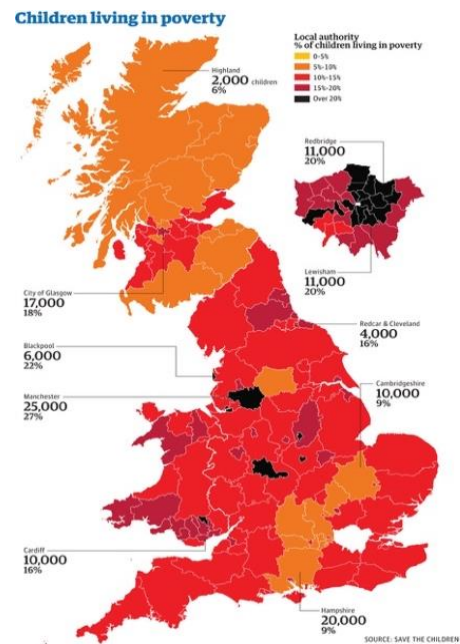 Children living in poverty
Local authority
% of children living in poverty
0-5%
5%-10%
10%-15%
15%-20%
Over 20%
Highland
2,000 children
6%
Redbridge
11,000
20%
Lewisham
11,000
20%
City of Glasgow
17,000
18%
Redcar & Cleveland
4,000
16%
Blackpool
6,000
22%
Cambridgeshire
10,000
9%
Manchester
25,000
27%
Cardiff
10,000
16%
Hampshire
20,000
9%
SOURCE: SAVE THE CHILDREN